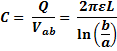 C = Q / V_ab = 2πεL / ln(b/a)